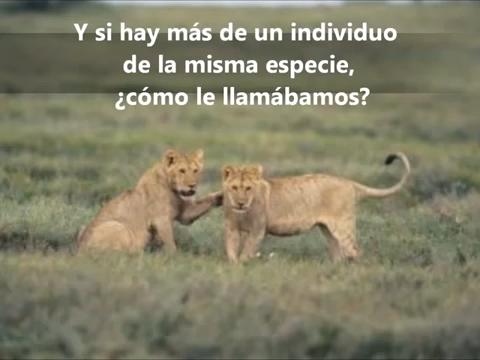 Y si hay más de un individuo
de la misma especie,
¿cómo le llamábamos?